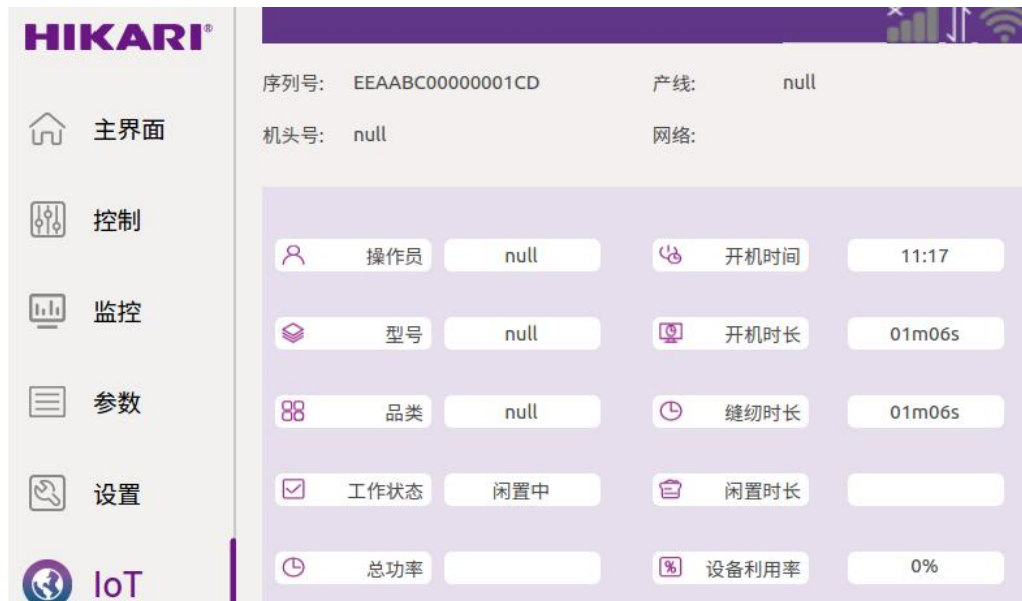 HIKARI®
主界面
控制
监控
参数
设置
IoT
序列号: EEAABC00000001CD 产线: null
机头号: null 网络:
操作员 null 开机时间 11:17
型号 null 开机时长 01m06s
品类 null 缝纫时长 01m06s
工作状态 闲置中 闲置时长
总功率 设备利用率 0%